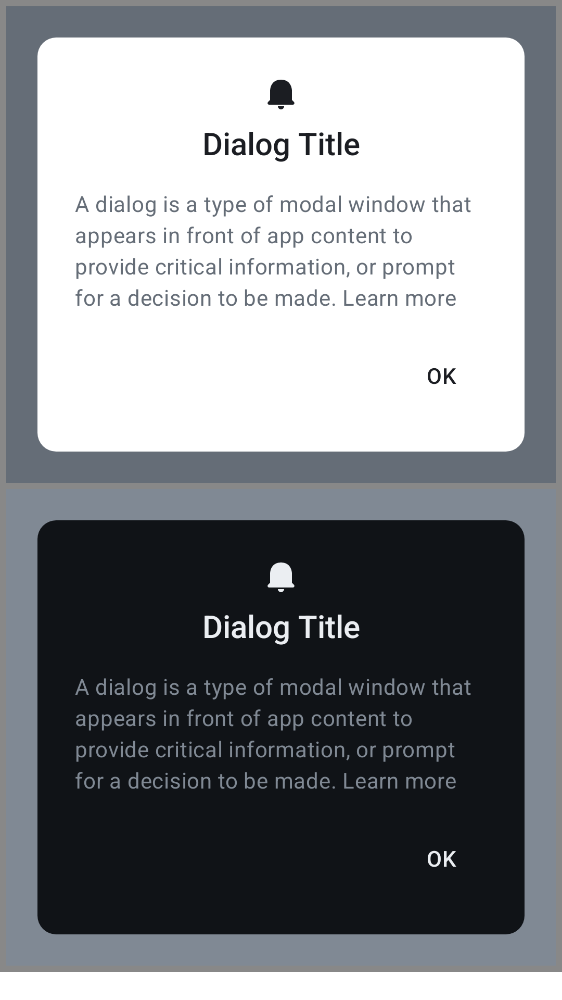 Dialog Title
A dialog is a type of modal window that
appears in front of app content to
provide critical information, or prompt
for a decision to be made. Learn more
OK
Dialog Title
A dialog is a type of modal window that
appears in front of app content to
provide critical information, or prompt
for a decision to be made. Learn more
OK